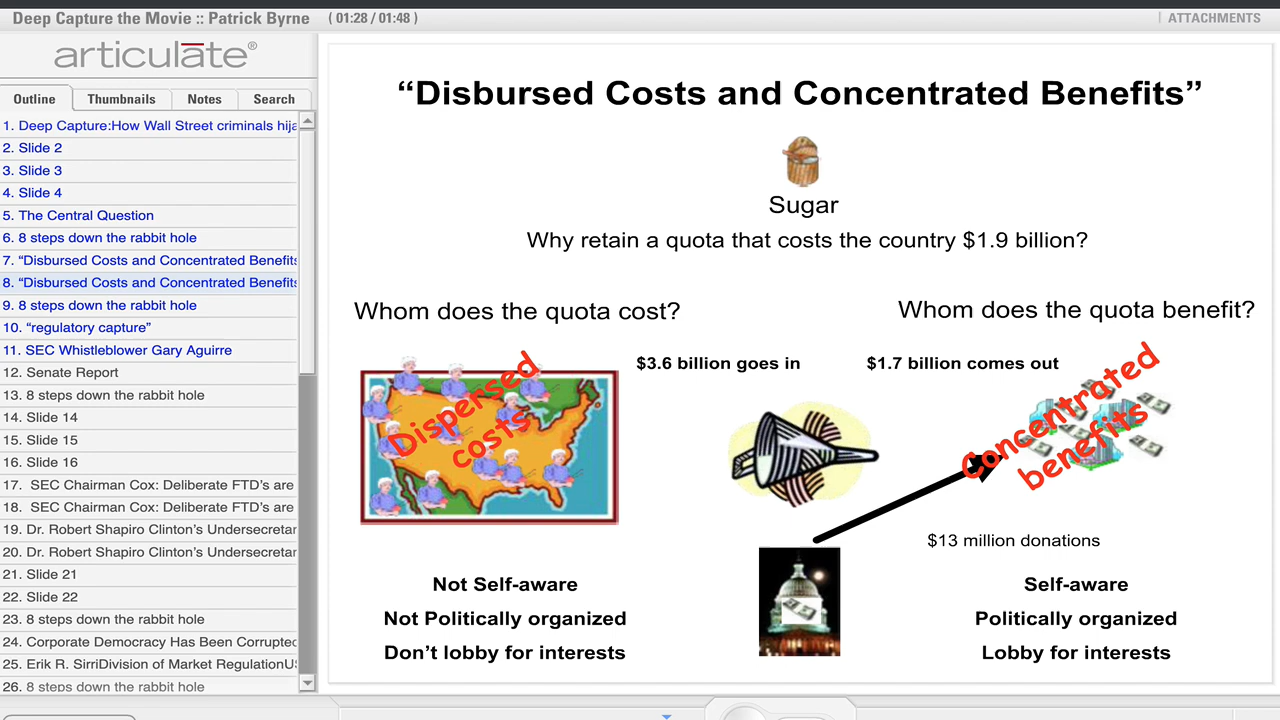 Deep Capture the Movie :: Patrick Byrne ( 01:28 / 01:48 ) ATTACHMENTS
articulate®
Outline Thumbnails Notes Search
1. Deep Capture:How Wall Street criminals hija
2. Slide 2
3. Slide 3
4. Slide 4
5. The Central Question
6. 8 steps down the rabbit hole
7. “Disbursed Costs and Concentrated Benefits
8. “Disbursed Costs and Concentrated Benefits
9. 8 steps down the rabbit hole
10. “regulatory capture”
11. SEC Whistleblower Gary Aguirre
12. Senate Report
13. 8 steps down the rabbit hole
14. Slide 14
15. Slide 15
16. Slide 16
17. SEC Chairman Cox: Deliberate FTD’s are
18. SEC Chairman Cox: Deliberate FTD’s are
19. Dr. Robert Shapiro Clinton’s Undersecretar
20. Dr. Robert Shapiro Clinton’s Undersecretar
21. Slide 21
22. Slide 22
23. 8 steps down the rabbit hole
24. Corporate Democracy Has Been Corrupted
25. Erik R. SirriDivision of Market RegulationU
26. 8 steps down the rabbit hole
“Disbursed Costs and Concentrated Benefits”
Sugar
Why retain a quota that costs the country $1.9 billion?
Whom does the quota cost?
Whom does the quota benefit?
$3.6 billion goes in
$1.7 billion comes out
Dispersed
costs
Concentrated
benefits
$13 million donations
Not Self-aware
Not Politically organized
Don’t lobby for interests
Self-aware
Politically organized
Lobby for interests